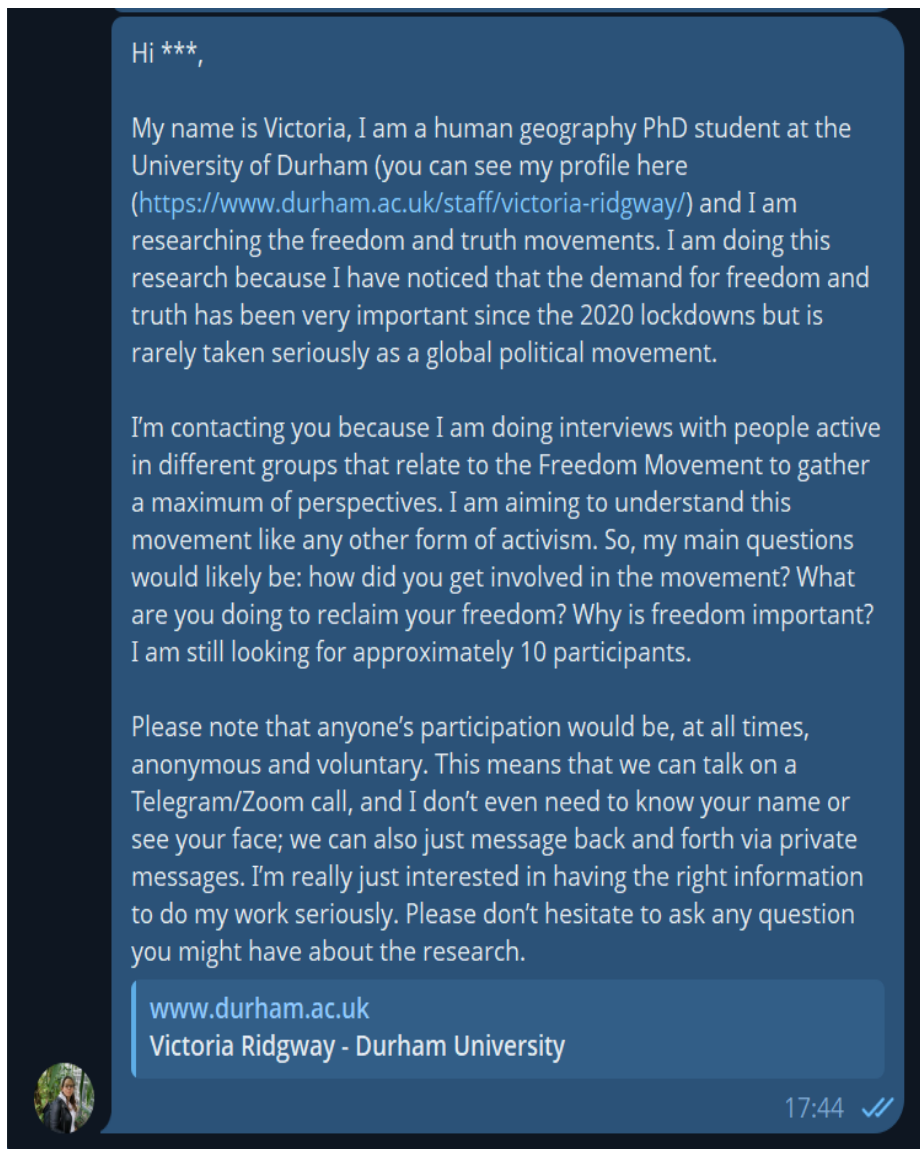 Hi ***,
My name is Victoria, I am a human geography PhD student at the
University of Durham (you can see my profile here
(https://www.durham.ac.uk/staff/victoria-ridgway/) and I am
researching the freedom and truth movements. I am doing this
research because I have noticed that the demand for freedom and
truth has been very important since the 2020 lockdowns but is
rarely taken seriously as a global political movement.
I’m contacting you because I am doing interviews with people active
in different groups that relate to the Freedom Movement to gather
a maximum of perspectives. I am aiming to understand this
movement like any other form of activism. So, my main questions
would likely be: how did you get involved in the movement? What
are you doing to reclaim your freedom? Why is freedom important?
I am still looking for approximately 10 participants.
Please note that anyone’s participation would be, at all times,
anonymous and voluntary. This means that we can talk on a
Telegram/Zoom call, and I don’t even need to know your name or
see your face; we can also just message back and forth via private
messages. I’m really just interested in having the right information
to do my work seriously. Please don’t hesitate to ask any question
you might have about the research.
www.durham.ac.uk
Victoria Ridgway - Durham University
17:44